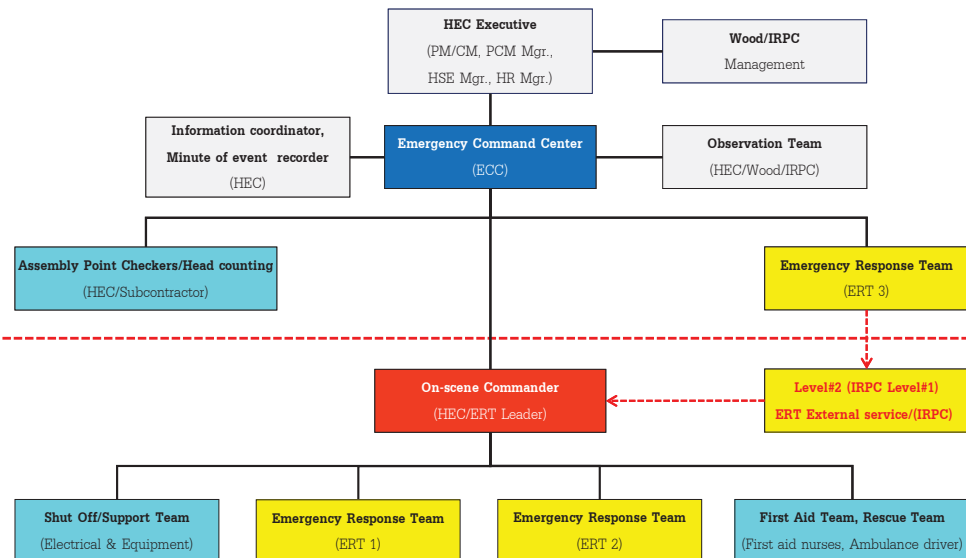 HEC Executive
(PM/CM, PCM Mgr.,
HSE Mgr., HR Mgr.)
Wood/IRPC
Management
Information coordinator,
Minute of event recorder
(HEC)
Emergency Command Center
(ECC)
Observation Team
(HEC/Wood/IRPC)
Assembly Point Checkers/Head counting
(HEC/Subcontractor)
Emergency Response Team
(ERT 3)
On-scene Commander
(HEC/ERT Leader)
Level#2 (IRPC Level#1)
ERT External service/(IRPC)
Shut Off/Support Team
(Electrical & Equipment)
Emergency Response Team
(ERT 1)
Emergency Response Team
(ERT 2)
First Aid Team, Rescue Team
(First aid nurses, Ambulance driver)